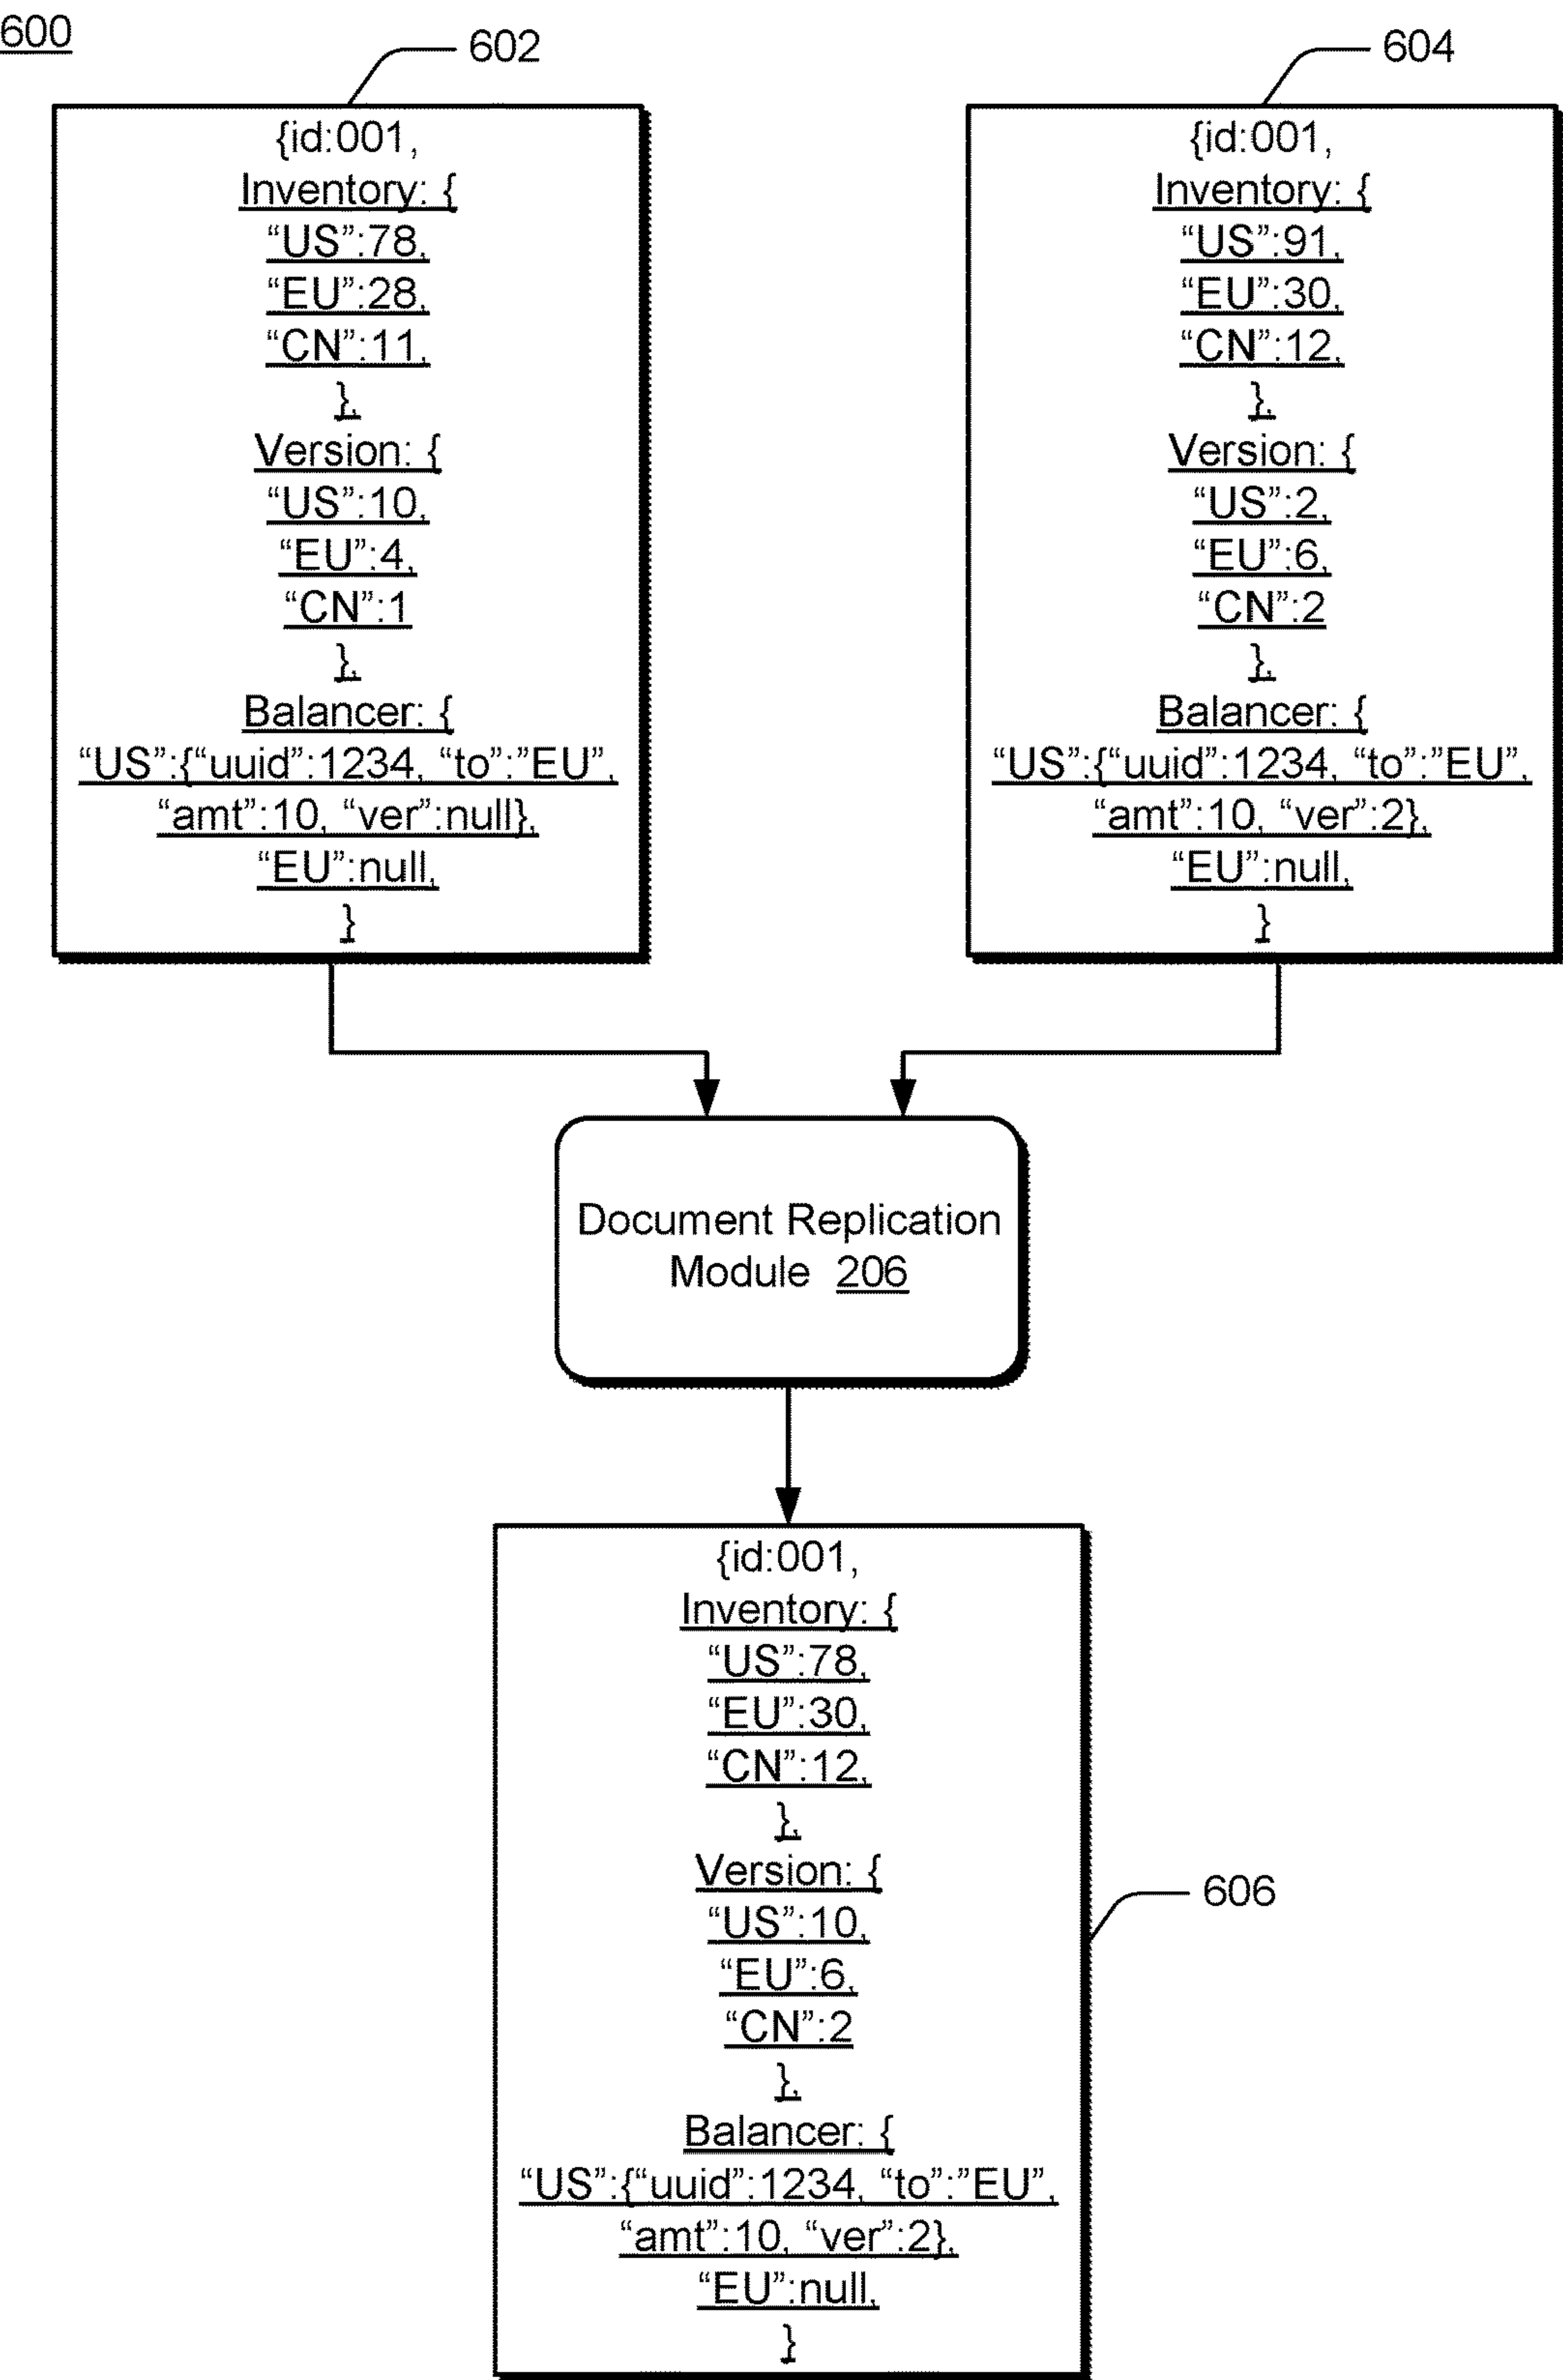 600
602
{id:001,
Inventory: {
“US”:78,
“EU”:28,
“CN”:11,
},
Version: {
“US”:10,
“EU”:4,
“CN”:1
},
Balancer: {
“US”:{“uuid”:1234, “to”:”EU”,
“amt”:10, “ver”:null},
“EU”:null,
}
604
{id:001,
Inventory: {
“US”:91,
“EU”:30,
“CN”:12,
},
Version: {
“US”:2,
“EU”:6,
“CN”:2
},
Balancer: {
“US”:{“uuid”:1234, “to”:”EU”,
“amt”:10, “ver”:2},
“EU”:null,
}
Document Replication
Module 206
{id:001,
Inventory: {
“US”:78,
“EU”:30,
“CN”:12,
},
Version: {
“US”:10,
“EU”:6,
“CN”:2
},
Balancer: {
“US”:{“uuid”:1234, “to”:”EU”,
“amt”:10, “ver”:2},
“EU”:null,
}
606